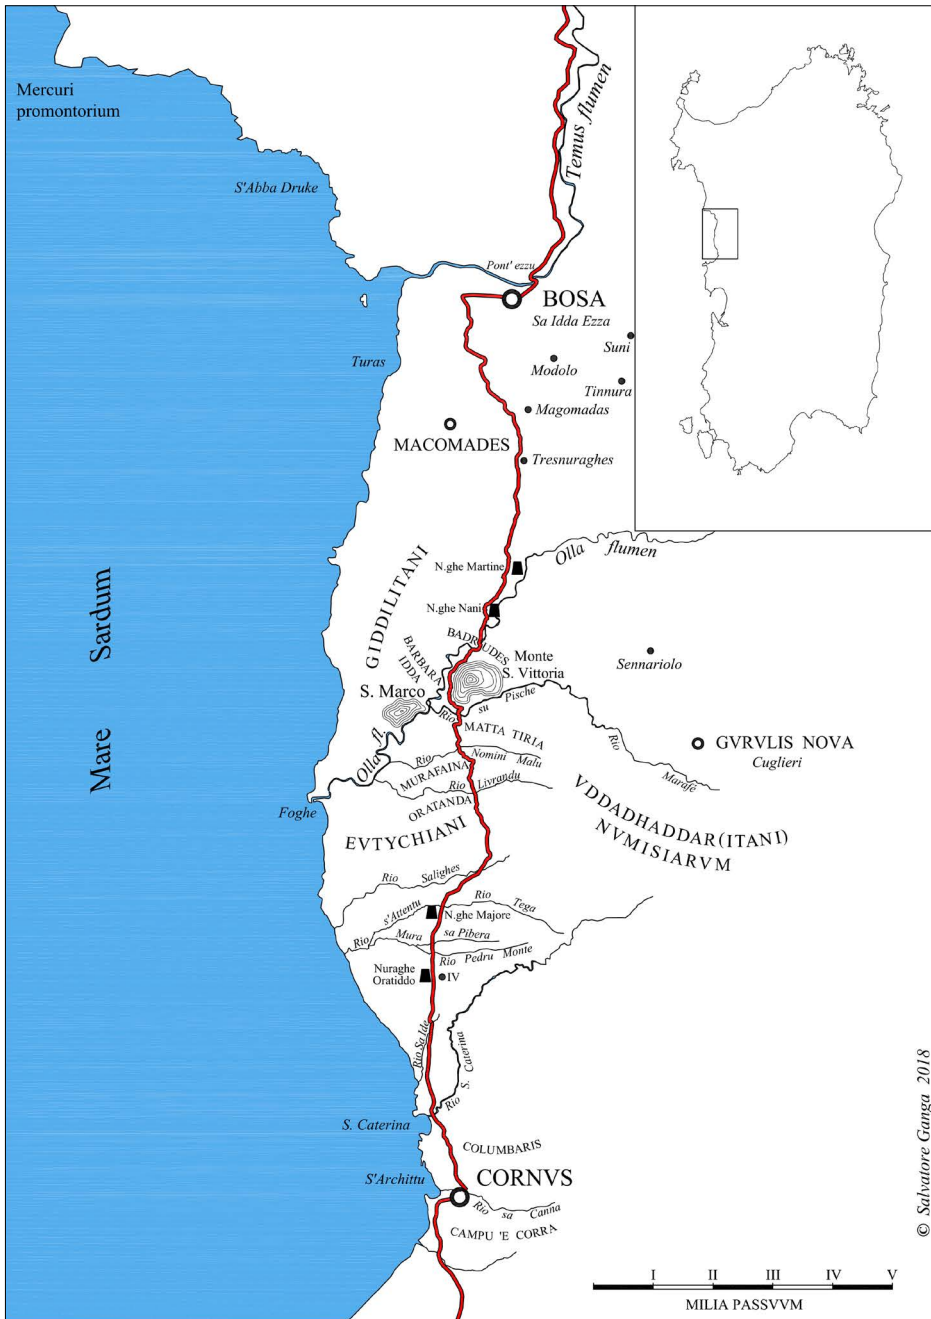 Mercuri
promontorium
Temus flumen
S'Abba Druke
Pont' ezzu
BOSA
Sa Idda Ezza
Suni
Turas
Modolo
Tinnura
Magomadas
MACOMADES
Tresnuraghes
Olla flumen
N.ghe Martine
Mare Sardum
GIDDILITANI
N.ghe Nani
BADRUDES
BARBARA
IDDA
Monte
S. Vittoria
Sennariolo
S. Marco
Rio su Pische
MATTA TIRIA
GVRVLIS NOVA
Cuglieri
Olla fl.
Rio Nomini Malu
Rio Marafé
MURAFAINA
Rio Livrandu
ORATANDA
Foghe
EVTYCHIANI
VDDADHADDAR(ITANI)
NVMISIARVM
Rio Salighes
Rio s'Attentu
Rio Tega
N.ghe Majore
Rio Mura sa Pibera
Rio Pedru Monte
Nuraghe
Oratiddo
IV
Rio Sa Ide
Rio S. Caterina
S. Caterina
COLUMBARIS
S'Archittu
CORNVS
Rio sa Canna
CAMPU 'E CORRA
I II III IV V
MILIA PASSVVM
© Salvatore Ganga 2018